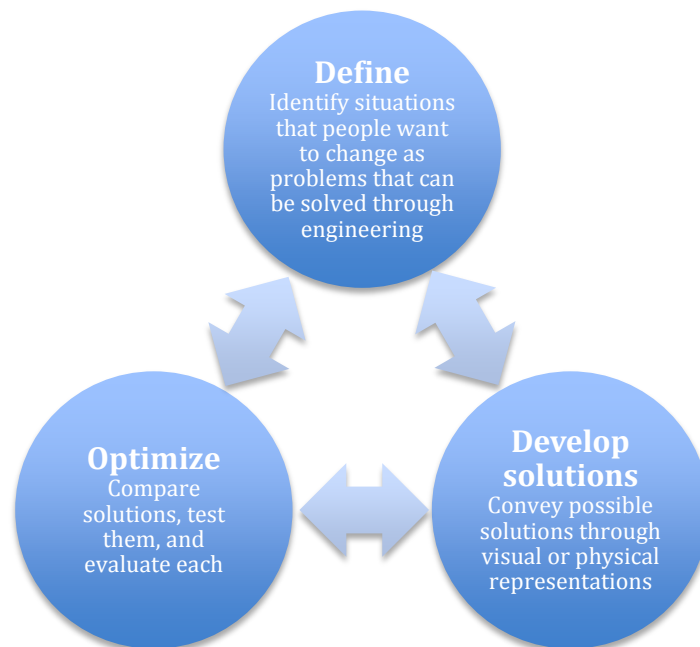 Define
Identify situations
that people want
to change as
problems that can
be solved through
engineering
Optimize
Compare
solutions, test
them, and
evaluate each
Develop
solutions
Convey possible
solutions through
visual or physical
representations